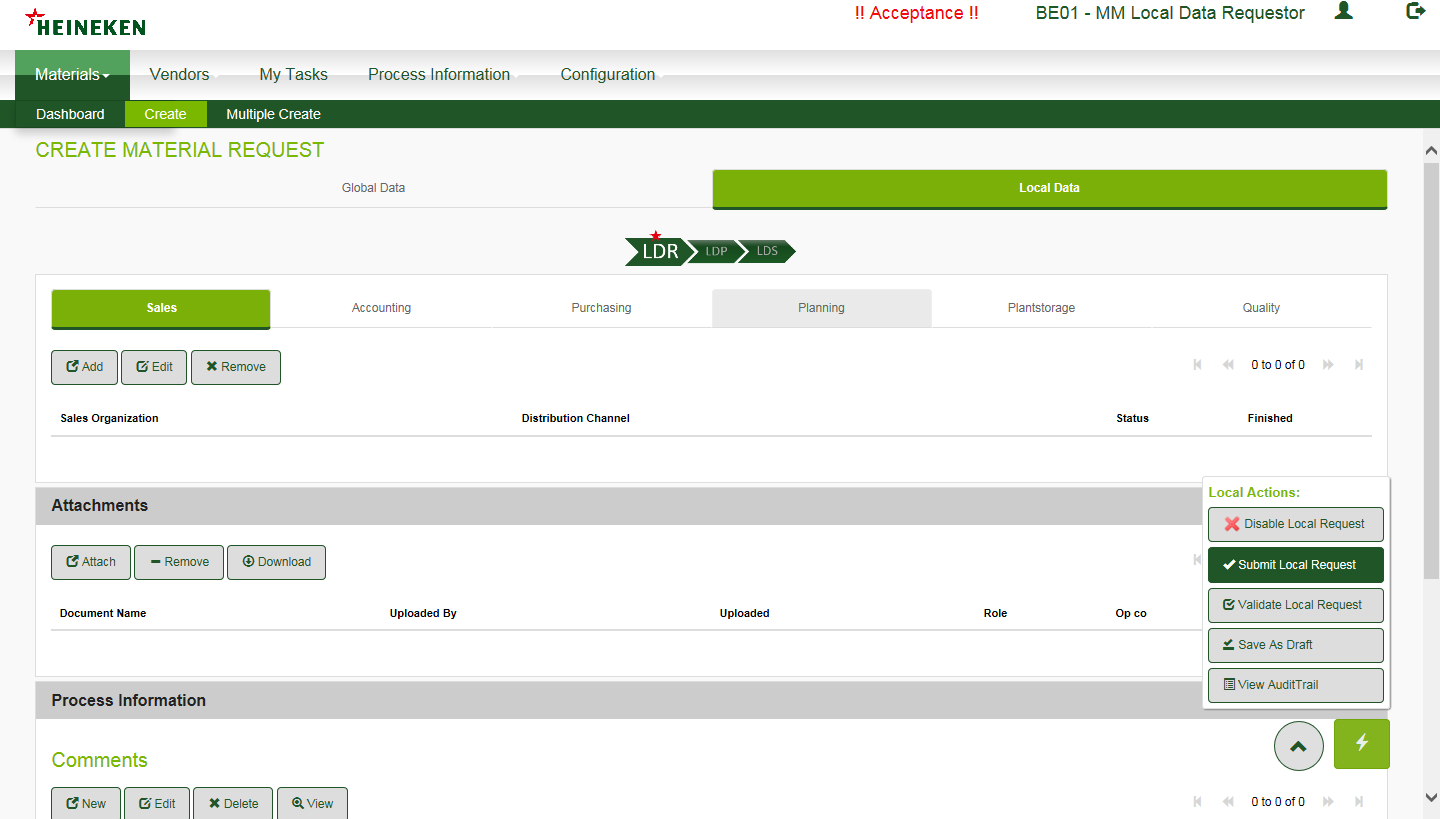 HEINEKEN
!! Acceptance !! BE01 - MM Local Data Requestor
Materials Vendors My Tasks Process Information Configuration
Dashboard Create Multiple Create
CREATE MATERIAL REQUEST
Global Data Local Data
LDR LDP LDS
Sales Accounting Purchasing Planning Plantstorage Quality
Add Edit Remove 0 to 0 of 0
Sales Organization Distribution Channel Status Finished
Attachments
Attach Remove Download
Document Name Uploaded By Uploaded Role Op co
Local Actions:
Disable Local Request
Submit Local Request
Validate Local Request
Save As Draft
View AuditTrail
Process Information
Comments
New Edit Delete View 0 to 0 of 0